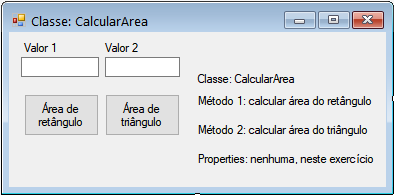 Classe: CalcularArea
Valor 1
Valor 2
Área de
retângulo
Área de
triângulo
Classe: CalcularArea
Método 1: calcular área do retângulo
Método 2: calcular área do triângulo
Properties: nenhuma, neste exercício